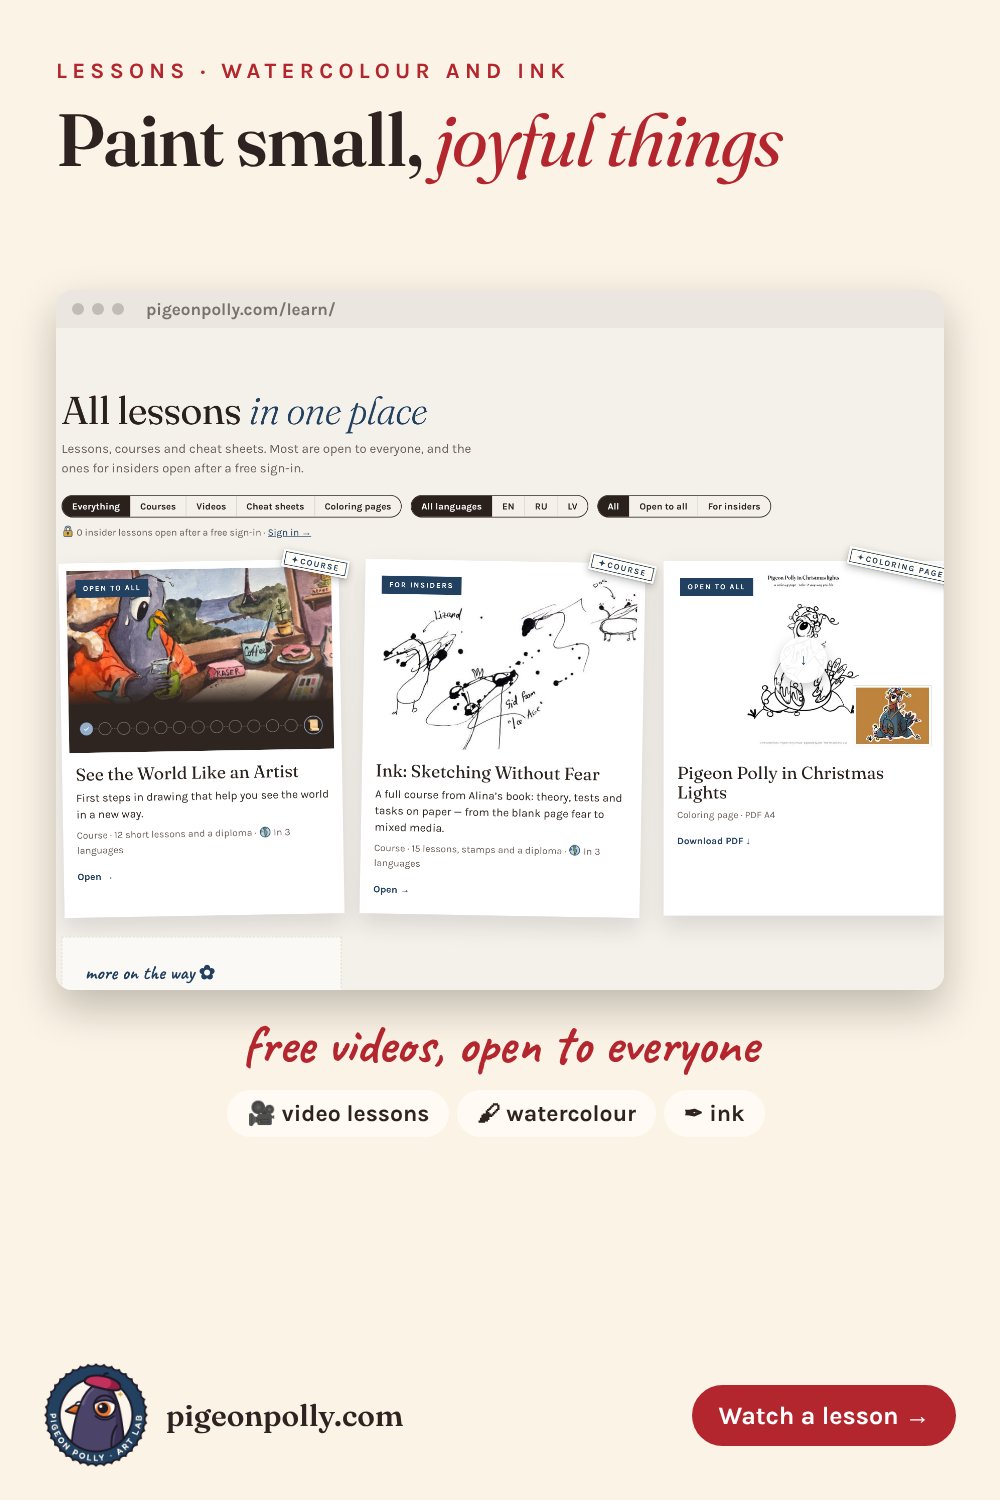 LESSONS · WATERCOLOUR AND INK
Paint small, joyful things
pigeonpolly.com/learn/
All lessons in one place
Lessons, courses and cheat sheets. Most are open to everyone, and the
ones for insiders open after a free sign-in.
Everything Courses Videos Cheat sheets Coloring pages All languages EN RU LV All Open to all For insiders
0 insider lessons open after a free sign-in · Sign in →
COURSE
COURSE
COLORING PAGE
OPEN TO ALL
Coffee
FOR INSIDERS
Lizard
Sid from
"Ice Age"
OPEN TO ALL
Pigeon Polly in Christmas lights
See the World Like an Artist
First steps in drawing that help you see the world
in a new way.
Course · 12 short lessons and a diploma · in 3
languages
Open →
Ink: Sketching Without Fear
A full course from Alina's book: theory, tests and
tasks on paper — from the blank page fear to
mixed media.
Course · 15 lessons, stamps and a diploma · in 3
languages
Open →
Pigeon Polly in Christmas
Lights
Coloring page · PDF A4
Download PDF ↓
more on the way
free videos, open to everyone
video lessons
watercolour
ink
PIGEON POLLY · ART LAB
pigeonpolly.com
Watch a lesson →